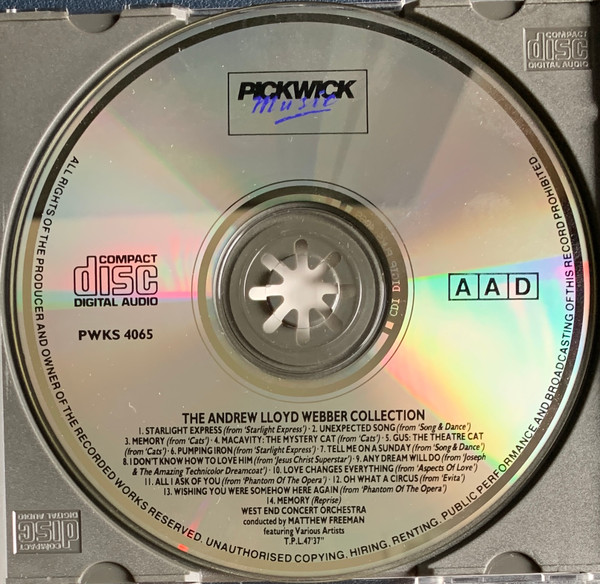 COMPACT
disc
DIGITAL AUDIO
PICKWICK
Music
ALL RIGHTS OF THE PRODUCER AND OWNER OF THE RECORDED WORKS RESERVED. UNAUTHORISED COPYING, HIRING, RENTING, PUBLIC PERFORMANCE AND BROADCASTING OF THIS RECORD PROHIBITED
COMPACT
disc
DIGITAL AUDIO
AAD
PWKS 4065
THE ANDREW LLOYD WEBBER COLLECTION
1. STARLIGHT EXPRESS (from 'Starlight Express') · 2. UNEXPECTED SONG (from 'Song & Dance')
3. MEMORY (from 'Cats') · 4. MACAVITY: THE MYSTERY CAT (from 'Cats') · 5. GUS: THE THEATRE CAT
(from 'Cats') · 6. PUMPING IRON (from 'Starlight Express') · 7. TELL ME ON A SUNDAY (from 'Song & Dance')
8. I DON'T KNOW HOW TO LOVE HIM (from 'Jesus Christ Superstar') · 9. ANY DREAM WILL DO (from 'Joseph
& The Amazing Technicolor Dreamcoat') · 10. LOVE CHANGES EVERYTHING (from 'Aspects Of Love')
11. ALL I ASK OF YOU (from 'Phantom Of The Opera') · 12. OH WHAT A CIRCUS (from 'Evita')
13. WISHING YOU WERE SOMEHOW HERE AGAIN (from 'Phantom Of The Opera')
14. MEMORY (Reprise)
WEST END CONCERT ORCHESTRA
conducted by MATTHEW FREEMAN
featuring Various Artists
T.P.L.47'37"
COMPACT
disc
DIGITAL AUDIO